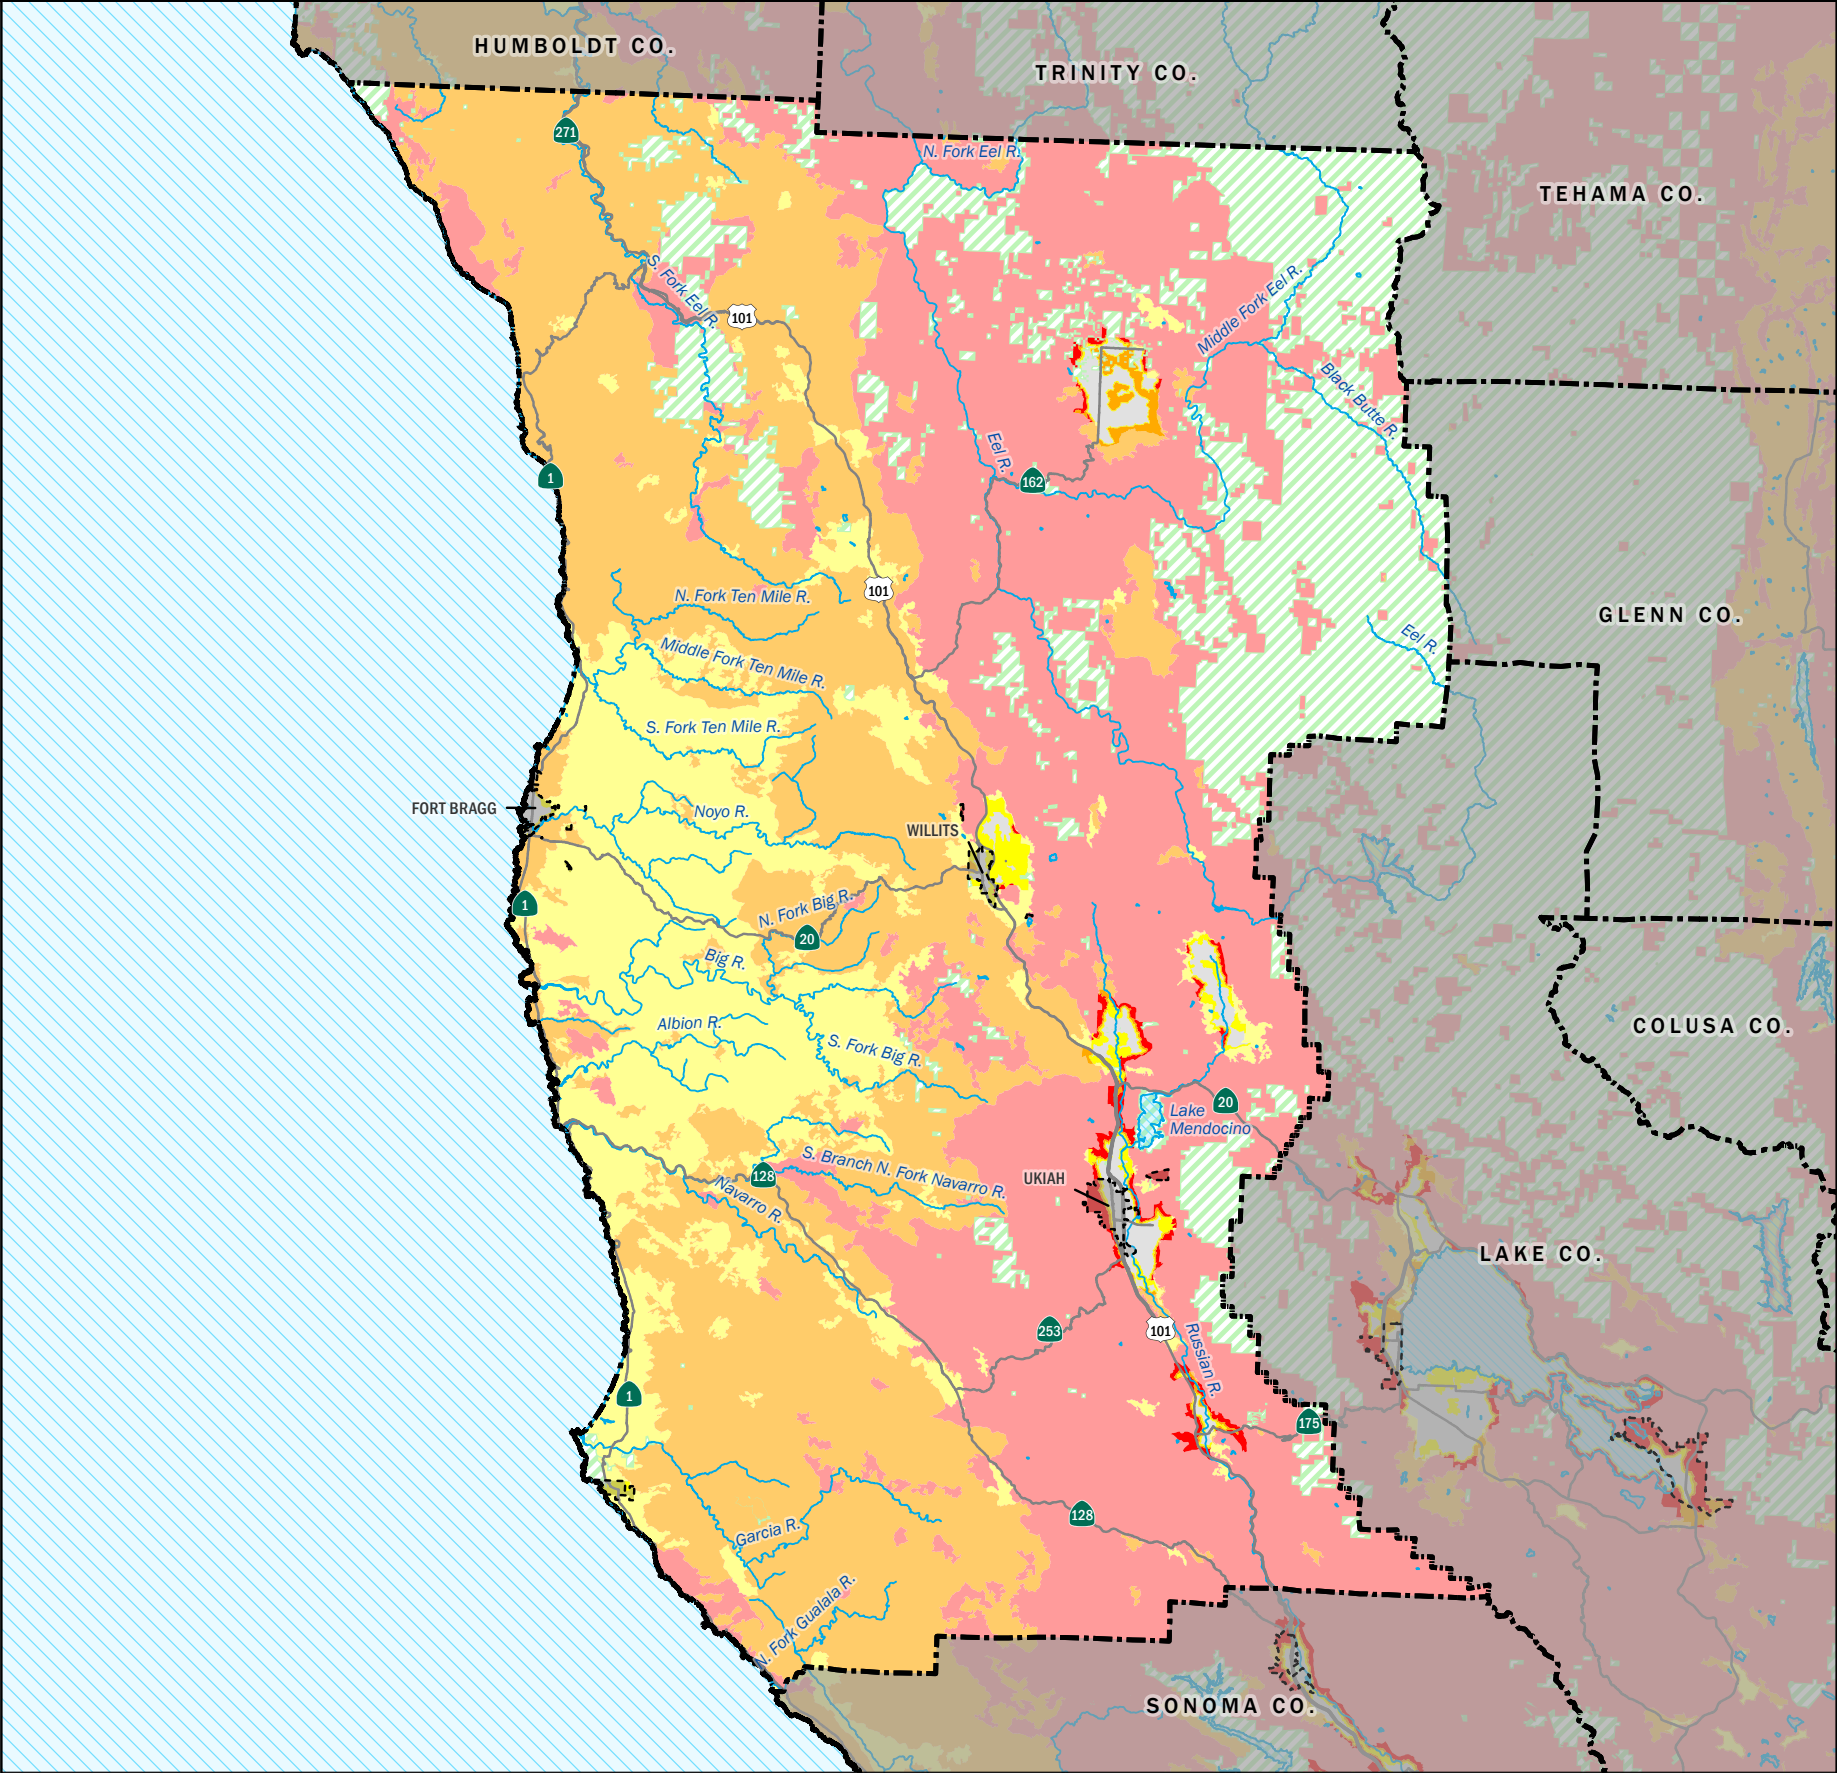 HUMBOLDT CO.
TRINITY CO.
271
N. Fork Eel R.
TEHAMA CO.
S. Fork Eel R.
101
Middle Fork Eel R.
Black Butte R.
Eel R.
1
162
101
N. Fork Ten Mile R.
GLENN CO.
Eel R.
Middle Fork Ten Mile R.
S. Fork Ten Mile R.
FORT BRAGG
Noyo R.
WILLITS
1
N. Fork Big R.
20
Big R.
Albion R.
COLUSA CO.
S. Fork Big R.
20
Lake
Mendocino
128
S. Branch N. Fork Navarro R.
UKIAH
Navarro R.
LAKE CO.
253
101
Russian R.
1
175
128
Garcia R.
N. Fork Gualala R.
SONOMA CO.